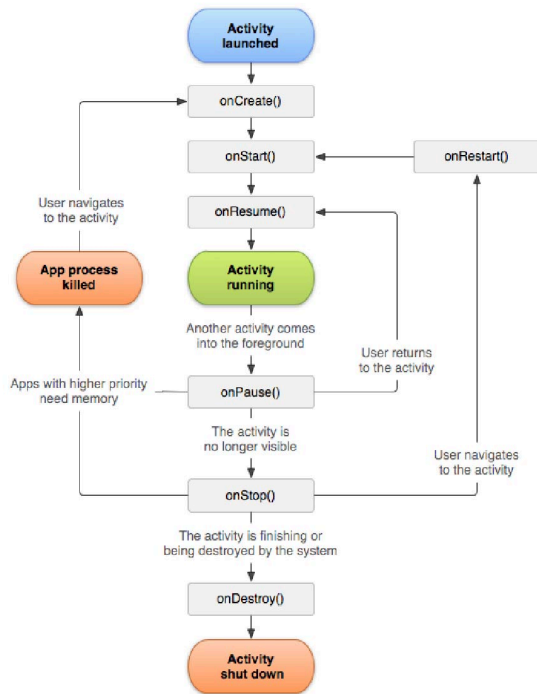 Activity
launched
onCreate()
onStart()
onRestart()
User navigates
to the activity
onResume()
App process
killed
Activity
running
Another activity comes
into the foreground
User returns
to the activity
Apps with higher priority
need memory
onPause()
The activity is
no longer visible
User navigates
to the activity
onStop()
The activity is finishing or
being destroyed by the system
onDestroy()
Activity
shut down